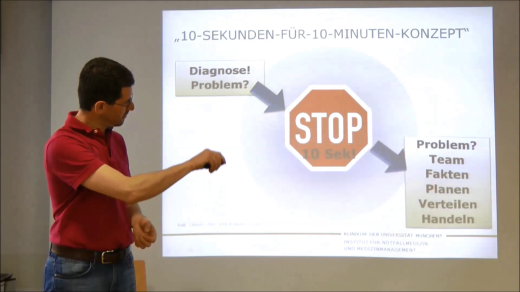 „10-SEKUNDEN-FÜR-10-MINUTEN-KONZEPT“
Diagnose!
Problem?
STOP
10 Sek!
Problem?
Team
Fakten
Planen
Verteilen
Handeln
KLINIKUM DER UNIVERSITÄT MÜNCHEN
INSTITUT FÜR NOTFALLMEDIZIN
UND MEDIZINMANAGEMENT